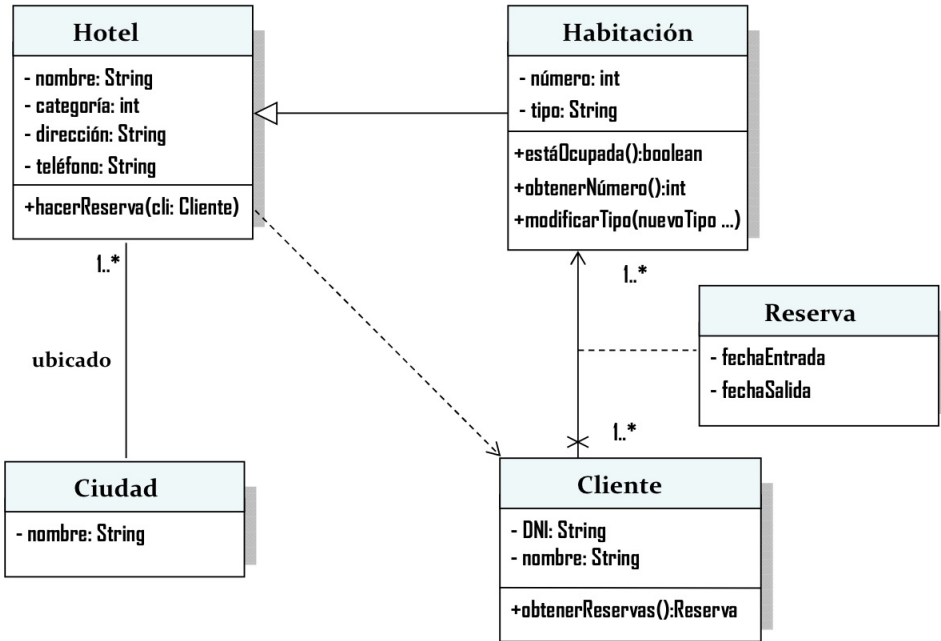 Hotel
- nombre: String
- categoría: int
- dirección: String
- teléfono: String
+hacerReserva(cli: Cliente)
Habitación
- número: int
- tipo: String
+estáOcupada():boolean
+obtenerNúmero():int
+modificarTipo(nuevoTipo ...)
1..*
1..*
Reserva
- fechaEntrada
- fechaSalida
ubicado
1..*
Ciudad
- nombre: String
Cliente
- DNI: String
- nombre: String
+obtenerReservas():Reserva